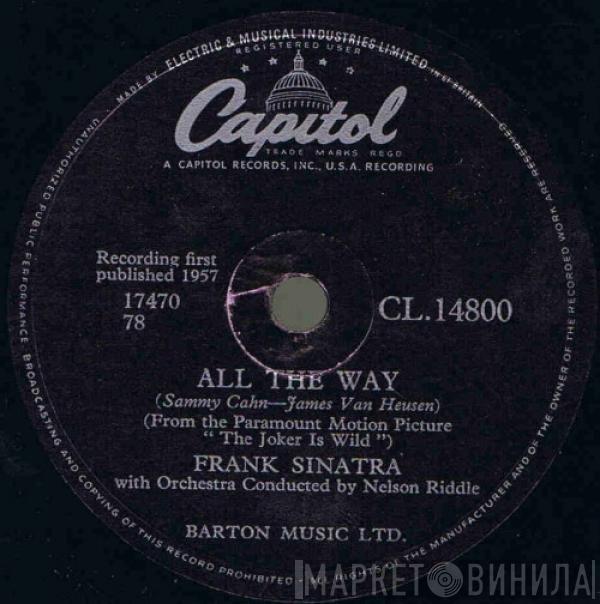 MADE BY ELECTRIC & MUSICAL INDUSTRIES LIMITED IN GT. BRITAIN
REGISTERED USER
Capitol
TRADE MARKS REGD
A CAPITOL RECORDS, INC., U.S.A. RECORDING
Recording first
published 1957
17470
78
CL.14800
ALL THE WAY
(Sammy Cahn—James Van Heusen)
(From the Paramount Motion Picture
“ The Joker Is Wild ”)
FRANK SINATRA
with Orchestra Conducted by Nelson Riddle
BARTON MUSIC LTD.
UNAUTHORIZED PUBLIC PERFORMANCE BROADCASTING AND COPYING OF THIS RECORD PROHIBITED - ALL RIGHTS OF THE MANUFACTURER AND OF THE OWNER OF THE RECORDED WORK ARE RESERVED
МАРКЕТ ВИНИЛА